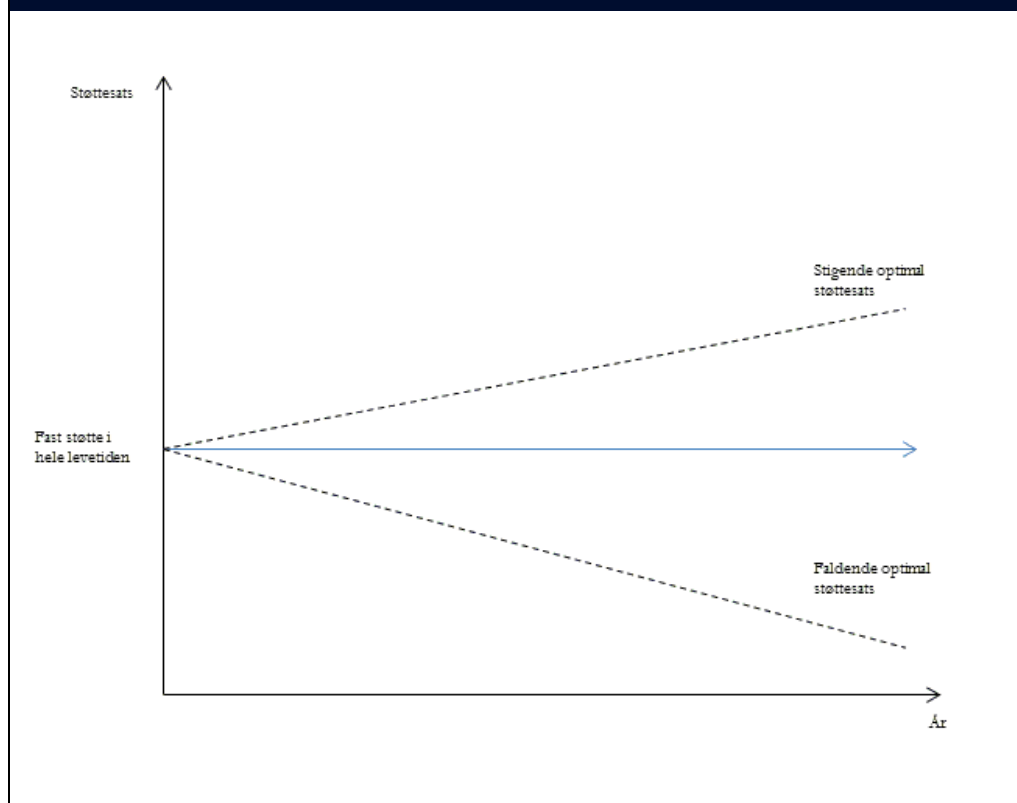 Støttesats
Stigende optimal
støttesats
Fast støtte i
hele levetiden
Faldende optimal
støttesats
År